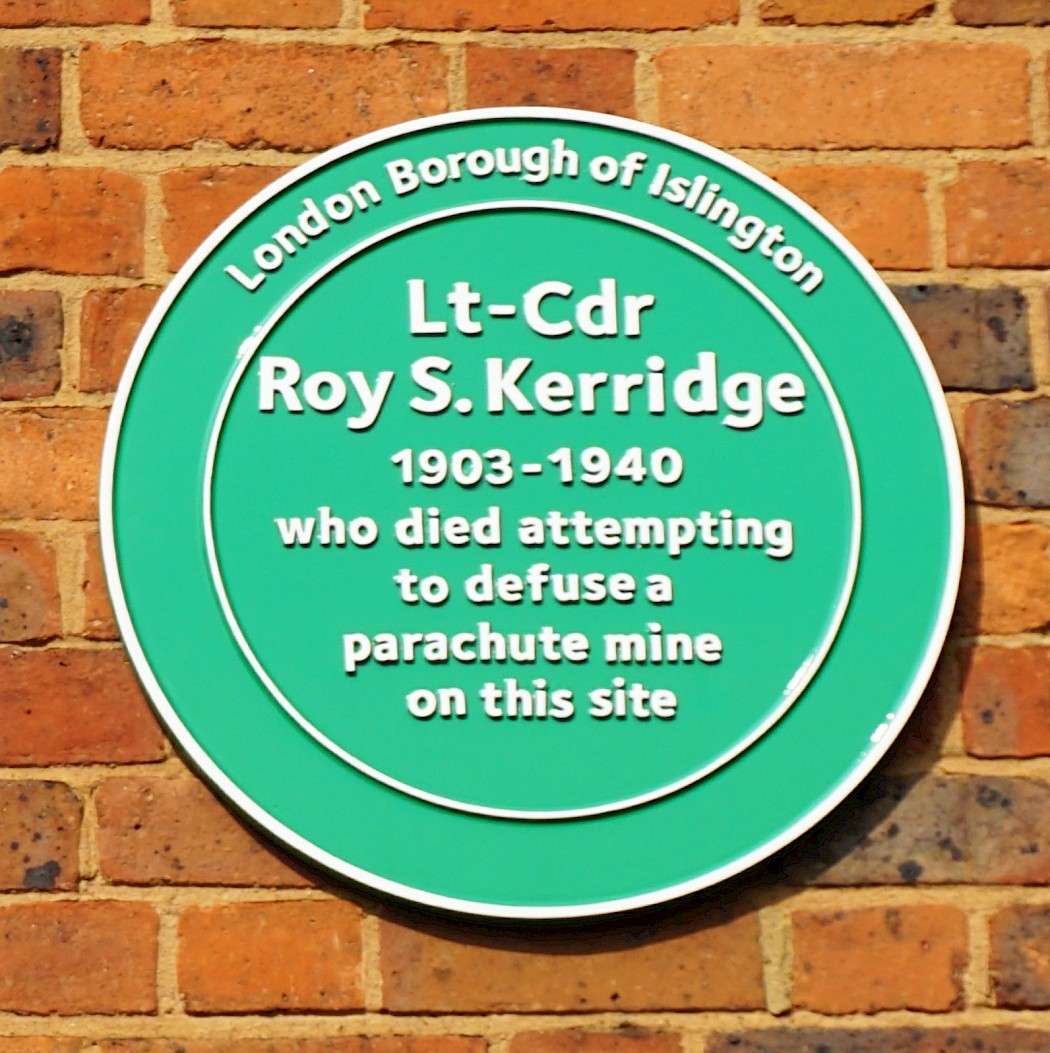 London Borough of Islington
Lt-Cdr
Roy S. Kerridge
1903-1940
who died attempting
to defuse a
parachute mine
on this site